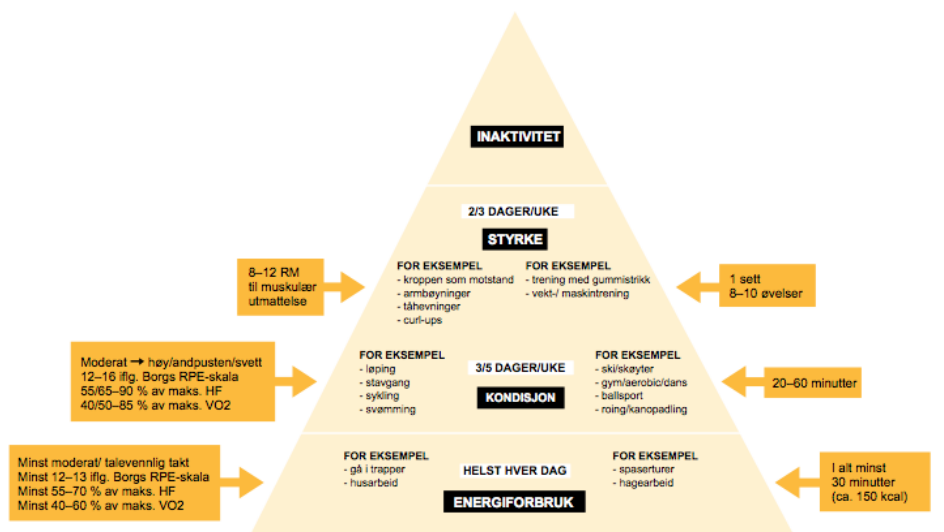 INAKTIVITET
2/3 DAGER/UKE
STYRKE
8–12 RM
til muskulær
utmattelse
FOR EKSEMPEL
- kroppen som motstand
- armbøyninger
- tåhevninger
- curl-ups
FOR EKSEMPEL
- trening med gummistrikk
- vekt-/ maskintrening
1 sett
8–10 øvelser
Moderat → høy/andpusten/svett
12–16 iflg. Borgs RPE-skala
55/65–90 % av maks. HF
40/50–85 % av maks. VO2
FOR EKSEMPEL
- løping
- stavgang
- sykling
- svømming
3/5 DAGER/UKE
KONDISJON
FOR EKSEMPEL
- ski/skøyter
- gym/aerobic/dans
- ballsport
- roing/kanopadling
20–60 minutter
Minst moderat/ talevennlig takt
Minst 12–13 iflg. Borgs RPE-skala
Minst 55–70 % av maks. HF
Minst 40–60 % av maks. VO2
FOR EKSEMPEL
- gå i trapper
- husarbeid
HELST HVER DAG
ENERGIFORBRUK
FOR EKSEMPEL
- spaserturer
- hagearbeid
I alt minst
30 minutter
(ca. 150 kcal)